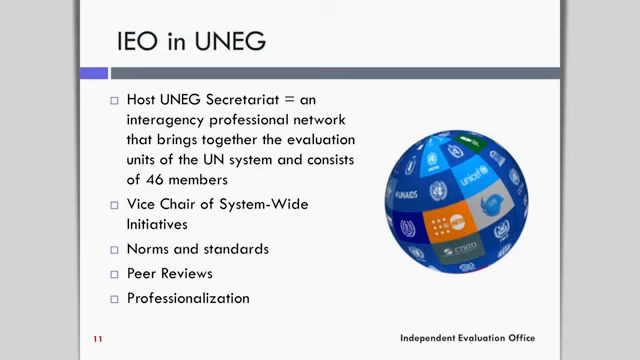 IEO in UNEG
Host UNEG Secretariat = an
interagency professional network
that brings together the evaluation
units of the UN system and consists
of 46 members
Vice Chair of System-Wide
Initiatives
Norms and standards
Peer Reviews
Professionalization
unicef
UNAIDS
CTBTO
11
Independent Evaluation Office